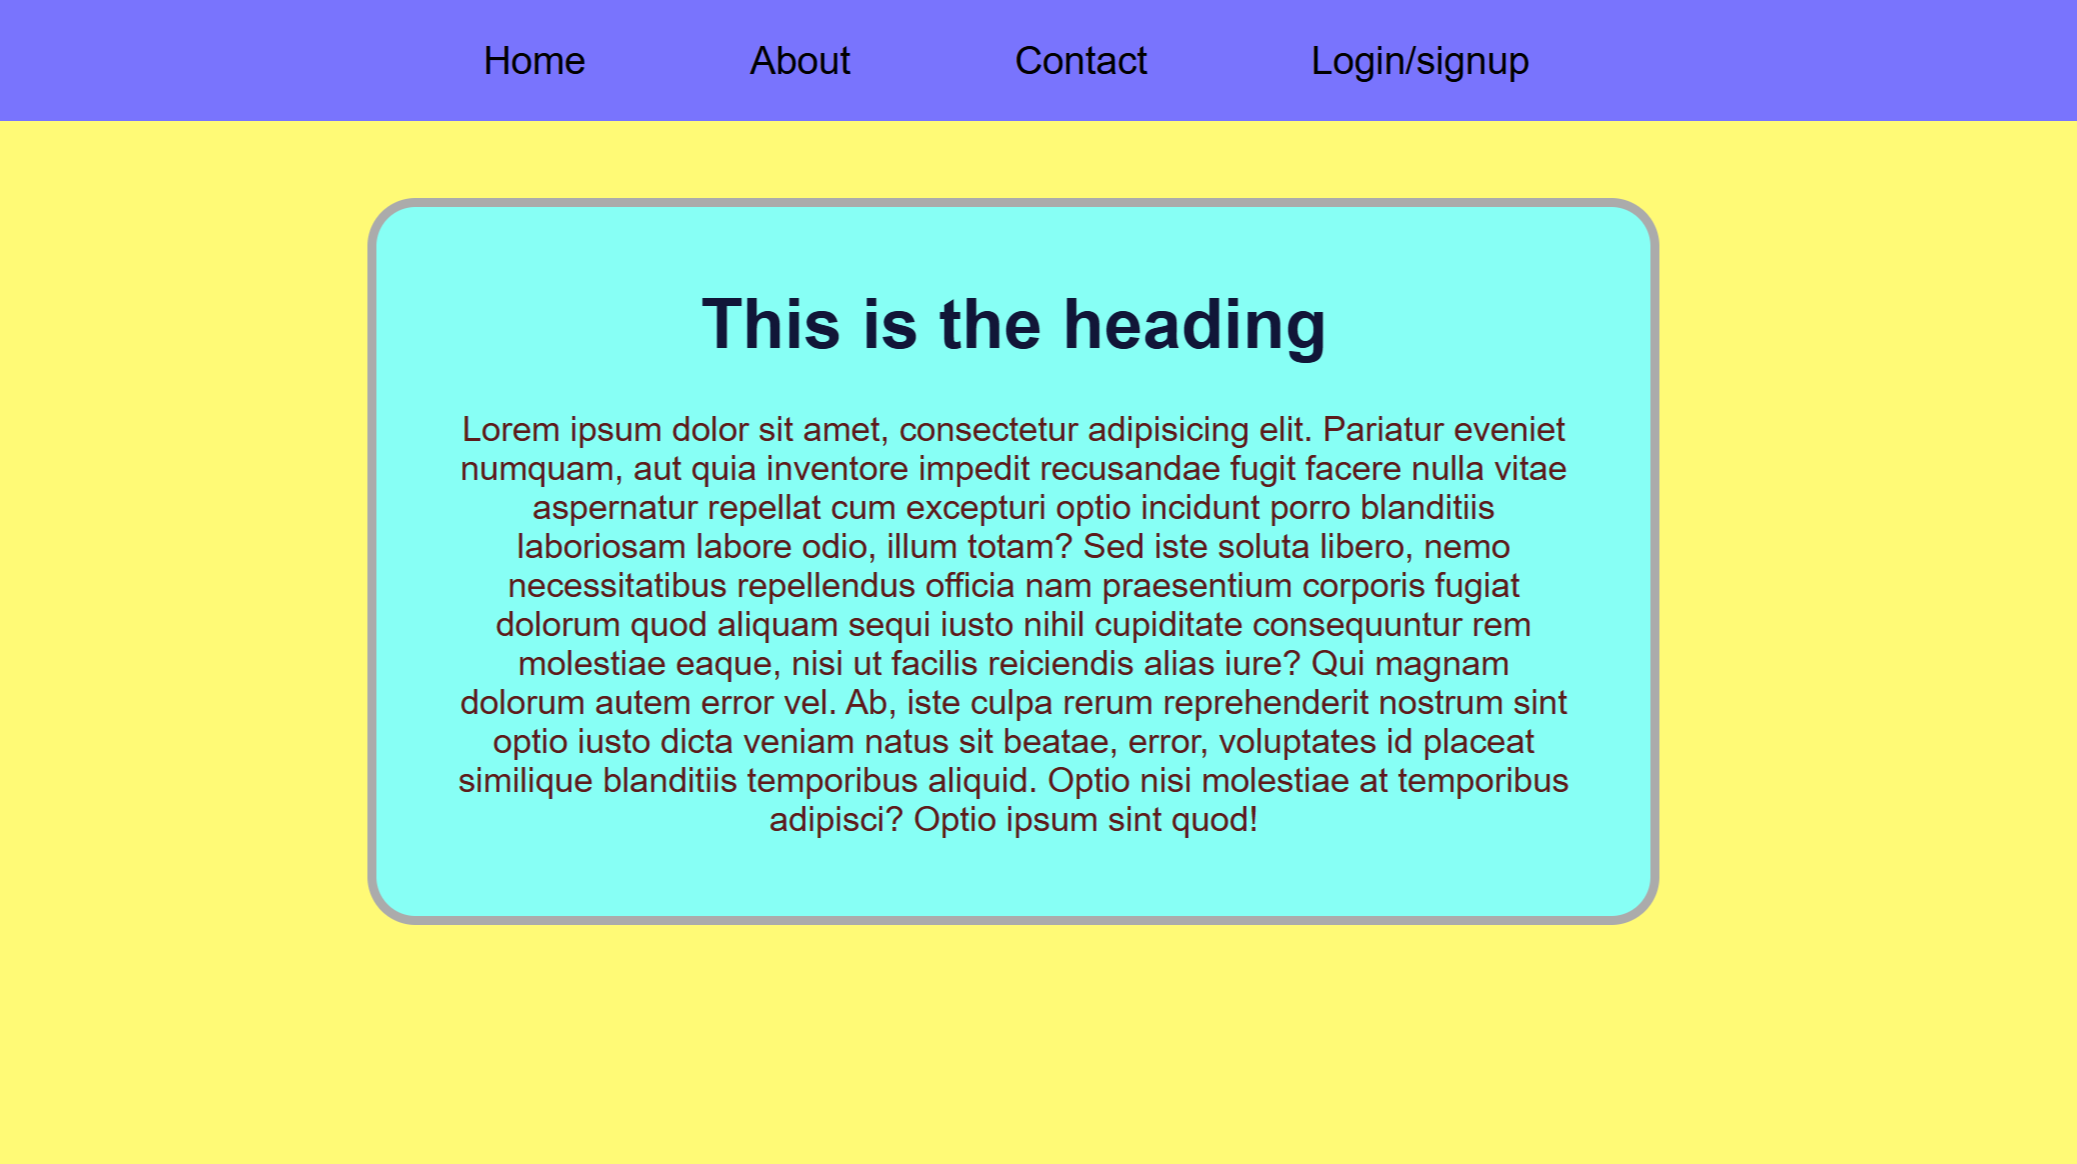 Home About Contact Login/signup
This is the heading
Lorem ipsum dolor sit amet, consectetur adipisicing elit. Pariatur eveniet
numquam, aut quia inventore impedit recusandae fugit facere nulla vitae
aspernatur repellat cum excepturi optio incidunt porro blanditiis
laboriosam labore odio, illum totam? Sed iste soluta libero, nemo
necessitatibus repellendus officia nam praesentium corporis fugiat
dolorum quod aliquam sequi iusto nihil cupiditate consequuntur rem
molestiae eaque, nisi ut facilis reiciendis alias iure? Qui magnam
dolorum autem error vel. Ab, iste culpa rerum reprehenderit nostrum sint
optio iusto dicta veniam natus sit beatae, error, voluptates id placeat
similique blanditiis temporibus aliquid. Optio nisi molestiae at temporibus
adipisci? Optio ipsum sint quod!